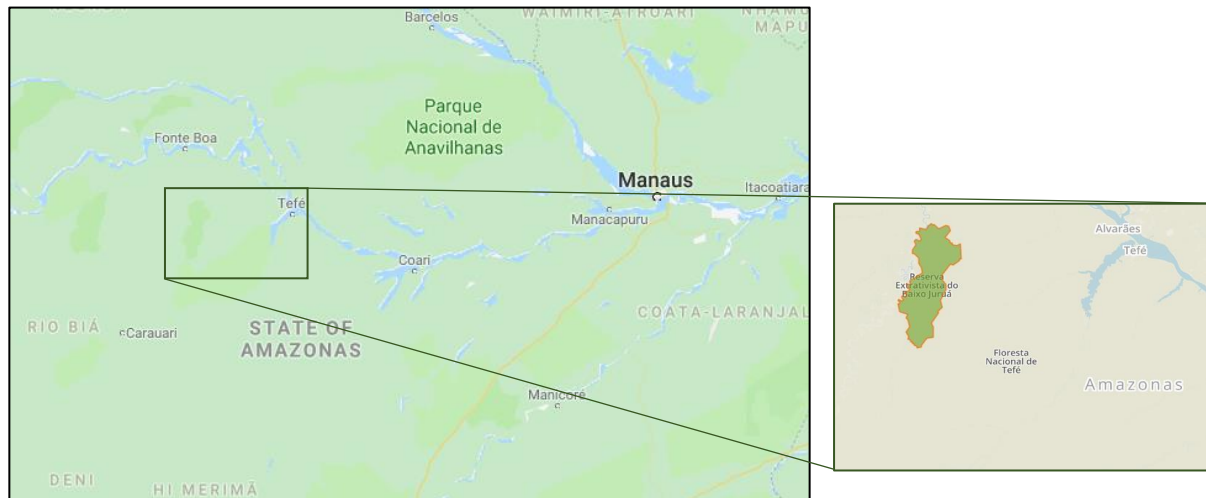 WAIMIRI-ATROARI
Barcelos
MAPU
Parque
Nacional de
Anavilhanas
Fonte Boa
Manaus
Itacoatiara
Tefé
Manacapuru
Coari
RIO BIÁ
Carauari
STATE OF
AMAZONAS
COATA-LARANJAL
Manicoré
DENI
HI MERIMÃ
Alvarães
Tefé
Reserva
Extrativista do
Baixo Juruá
Floresta
Nacional de
Tefé
Amazonas